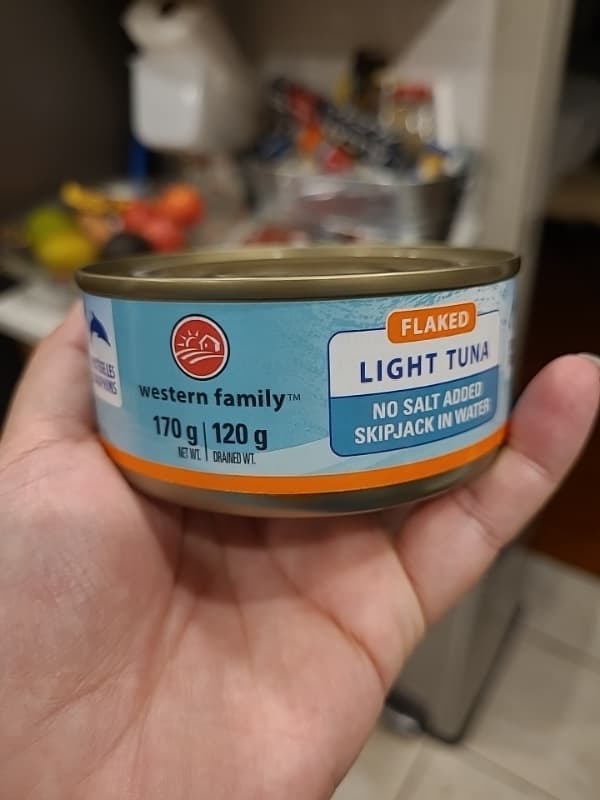 western family™
170 g | 120 g
NET WT. DRAINED WT.
FLAKED
LIGHT TUNA
NO SALT ADDED
SKIPJACK IN WATER